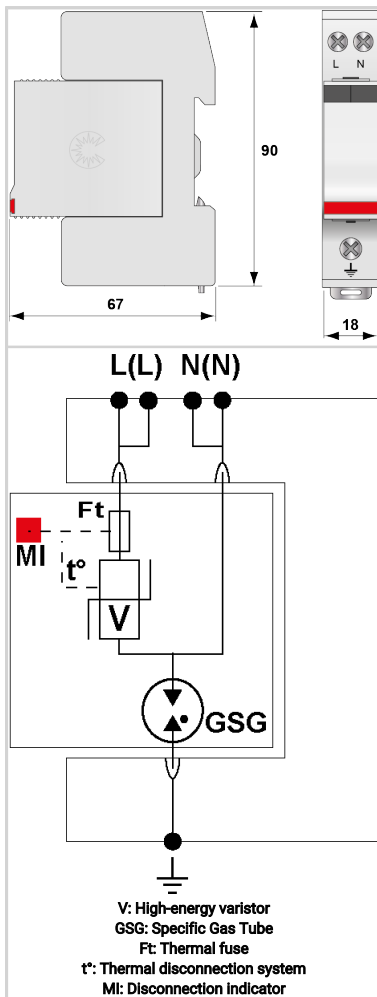 L N
90
67
18
L(L) N(N)
Ft
MI
t°
V
GSG
V: High-energy varistor
GSG: Specific Gas Tube
Ft: Thermal fuse
t°: Thermal disconnection system
MI: Disconnection indicator